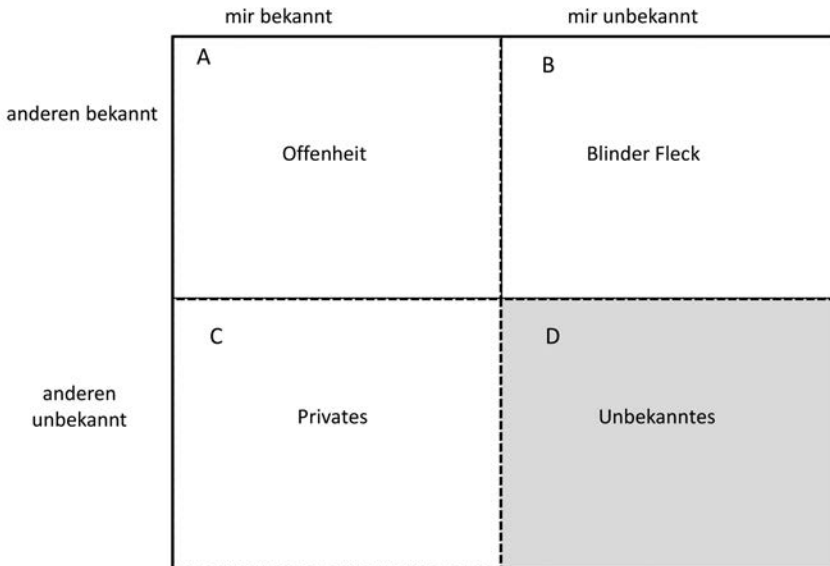 mir bekannt
mir unbekannt
A
B
anderen bekannt
Offenheit
Blinder Fleck
C
D
anderen
unbekannt
Privates
Unbekanntes